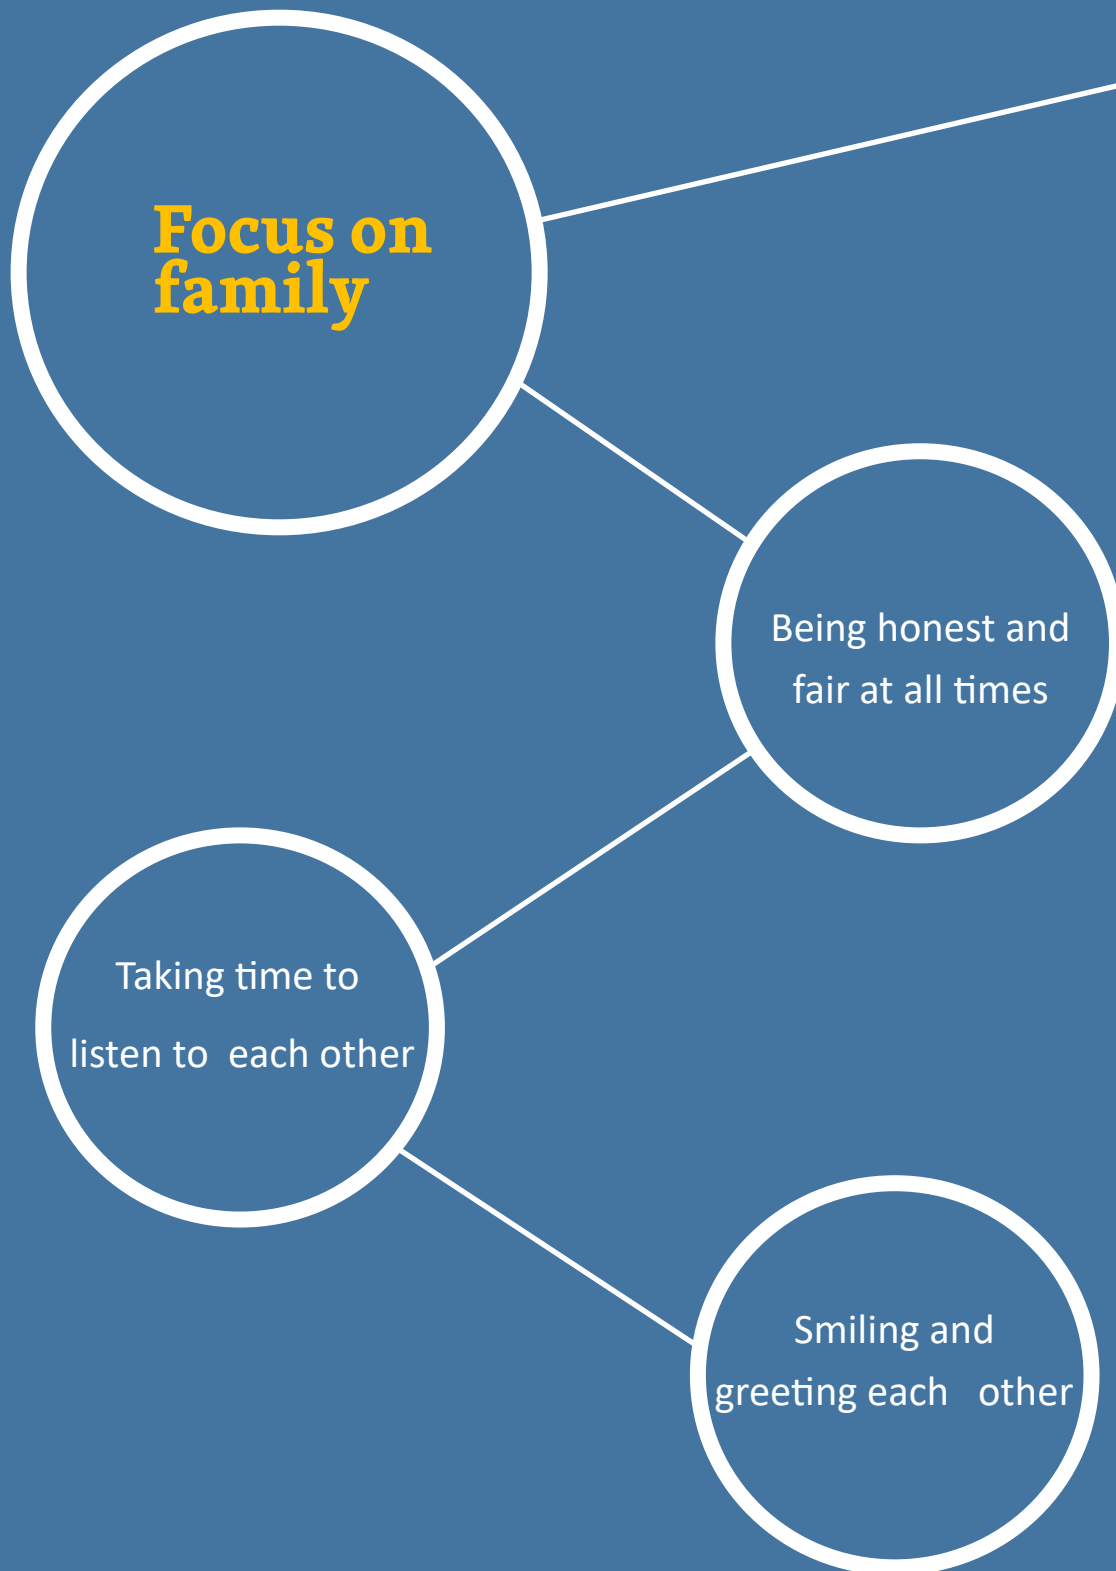 Focus on
family
Being honest and
fair at all times
Taking time to
listen to  each other
Smiling and
greeting each   other